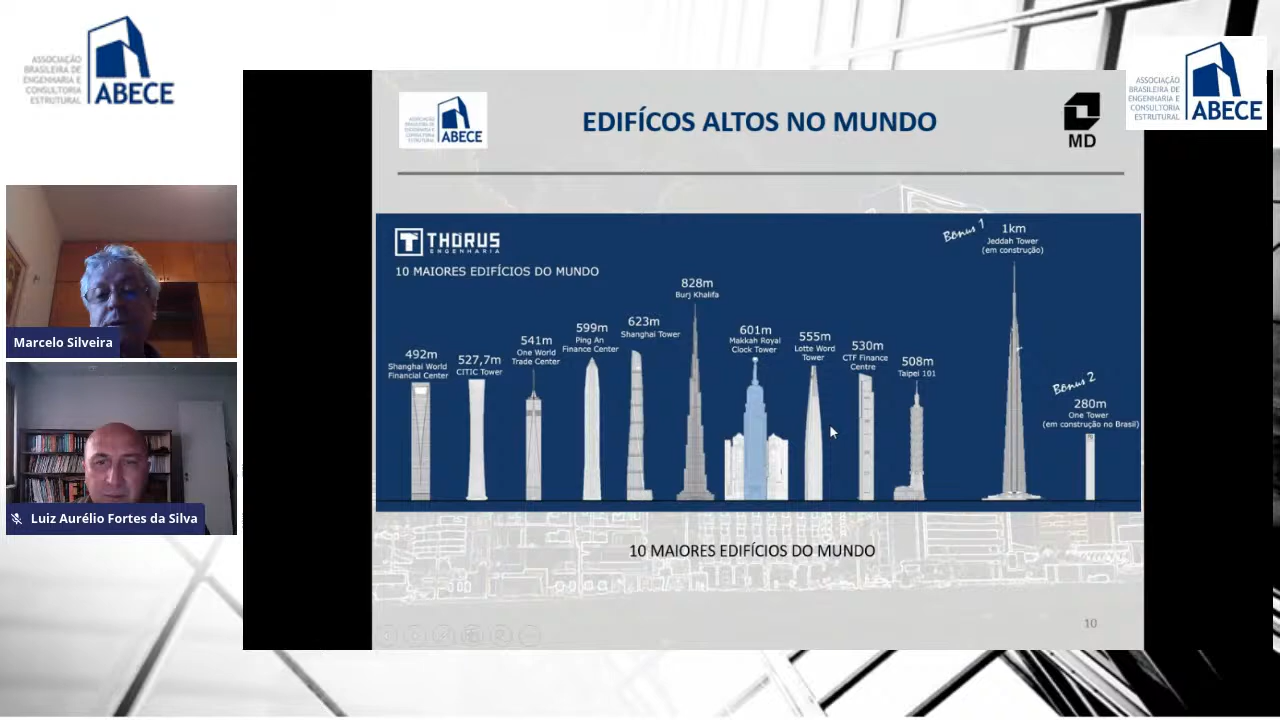 ASSOCIAÇÃO
BRASILEIRA DE
ENGENHARIA E
CONSULTORIA
ESTRUTURAL
ABECE
ASSOCIAÇÃO
BRASILEIRA DE
ENGENHARIA E
CONSULTORIA
ESTRUTURAL
ABECE
ABECE
EDIFÍCOS ALTOS NO MUNDO
MD
THÓRUS
ENGENHARIA
10 MAIORES EDIFÍCIOS DO MUNDO
492m
Shanghai World
Financial Center
527,7m
CITIC Tower
541m
One World
Trade Center
599m
Ping An
Finance Center
623m
Shanghai Tower
828m
Burj Khalifa
601m
Makkah Royal
Clock Tower
555m
Lotte Word
Tower
530m
CTF Finance
Centre
508m
Taipei 101
Bônus 1
1km
Jeddah Tower
(em construção)
Bônus 2
280m
One Tower
(em construção no Brasil)
10 MAIORES EDIFÍCIOS DO MUNDO
10
Marcelo Silveira
Luiz Aurélio Fortes da Silva